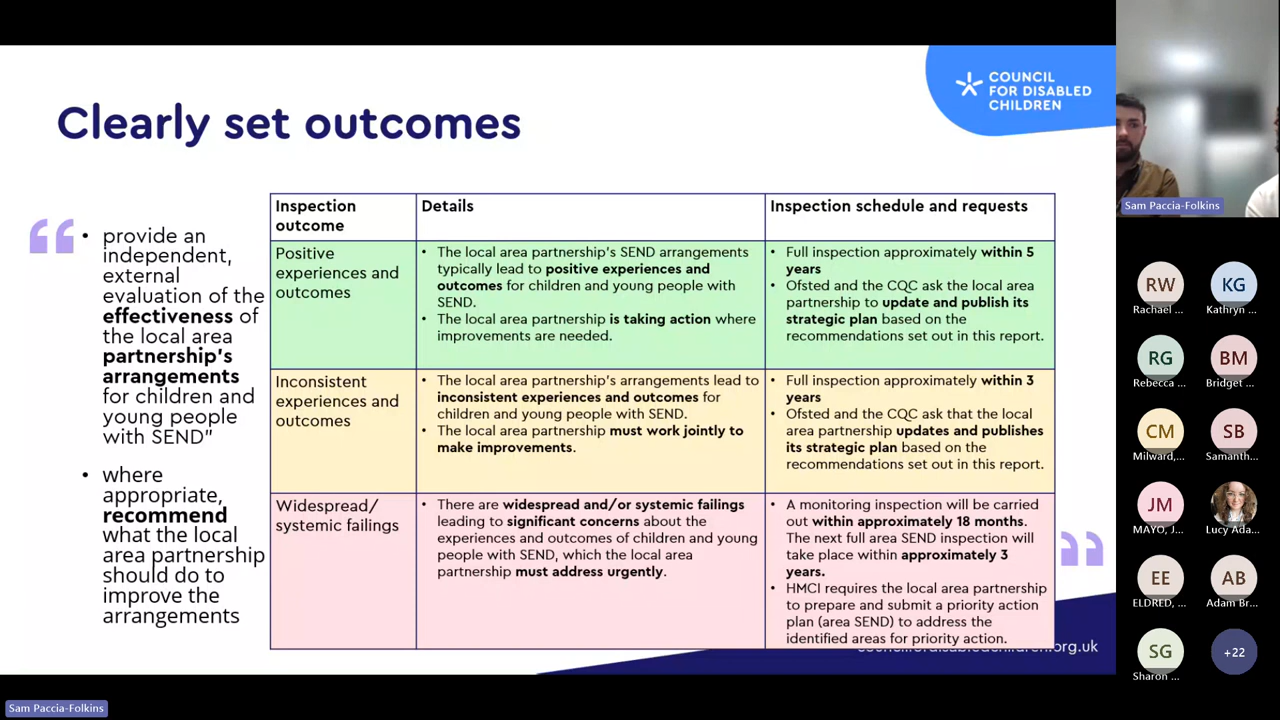 COUNCIL
FOR DISABLED
CHILDREN
Clearly set outcomes
• provide an
independent,
external
evaluation of the
effectiveness of
the local area
partnership's
arrangements
for children and
young people
with SEND"
• where
appropriate,
recommend
what the local
area partnership
should do to
improve the
arrangements
Inspection
outcome
Details
Inspection schedule and requests
Positive
experiences and
outcomes
• The local area partnership's SEND arrangements
typically lead to positive experiences and
outcomes for children and young people with
SEND.
• The local area partnership is taking action where
improvements are needed.
• Full inspection approximately within 5
years
• Ofsted and the CQC ask the local area
partnership to update and publish its
strategic plan based on the
recommendations set out in this report.
Inconsistent
experiences and
outcomes
• The local area partnership's arrangements lead to
inconsistent experiences and outcomes for
children and young people with SEND.
• The local area partnership must work jointly to
make improvements.
• Full inspection approximately within 3
years
• Ofsted and the CQC ask that the local
area partnership updates and publishes
its strategic plan based on the
recommendations set out in this report.
Widespread/
systemic failings
• There are widespread and/or systemic failings
leading to significant concerns about the
experiences and outcomes of children and young
people with SEND, which the local area
partnership must address urgently.
• A monitoring inspection will be carried
out within approximately 18 months.
The next full area SEND inspection will
take place within approximately 3
years.
• HMCI requires the local area partnership
to prepare and submit a priority action
plan (area SEND) to address the
identified areas for priority action.
councilfordisabledchildren.org.uk
Sam Paccia-Folkins
RW
Rachael ...
KG
Kathryn ...
RG
Rebecca ...
BM
Bridget ...
CM
Milward,...
SB
Samanth...
JM
MAYO, J...
Lucy Ada...
EE
ELDRED, ...
AB
Adam Br...
SG
Sharon ...
+22
Sam Paccia-Folkins